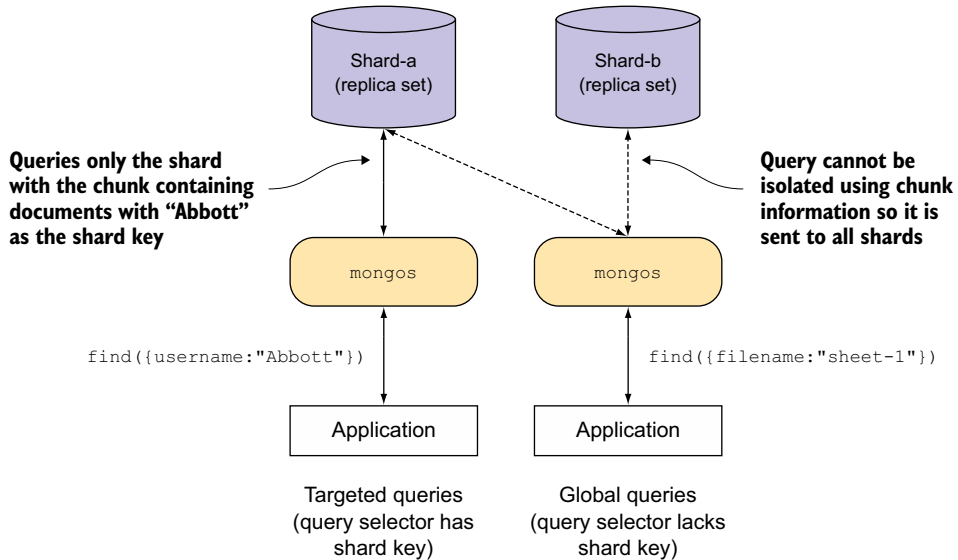 Shard-a
(replica set)
Shard-b
(replica set)
Queries only the shard
with the chunk containing
documents with “Abbott”
as the shard key
Query cannot be
isolated using chunk
information so it is
sent to all shards
mongos
mongos
find({username:"Abbott"})
find({filename:"sheet-1"})
Application
Application
Targeted queries
(query selector has
shard key)
Global queries
(query selector lacks
shard key)